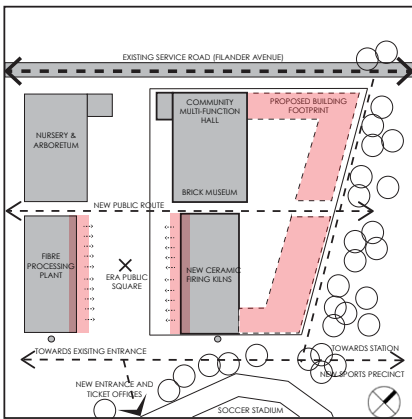 EXISTING SERVICE ROAD (FILANDER AVENUE)
COMMUNITY
MULTI-FUNCTION
HALL
PROPOSED BUILDING
FOOTPRINT
NURSERY &
ARBORETUM
BRICK MUSEUM
NEW PUBLIC ROUTE
FIBRE
PROCESSING
PLANT
ERA PUBLIC
SQUARE
NEW CERAMIC
FIRING KILNS
TOWARDS EXISITNG ENTRANCE
TOWARDS STATION
NEW SPORTS PRECINCT
NEW ENTRANCE AND
TICKET OFFICES
SOCCER STADIUM